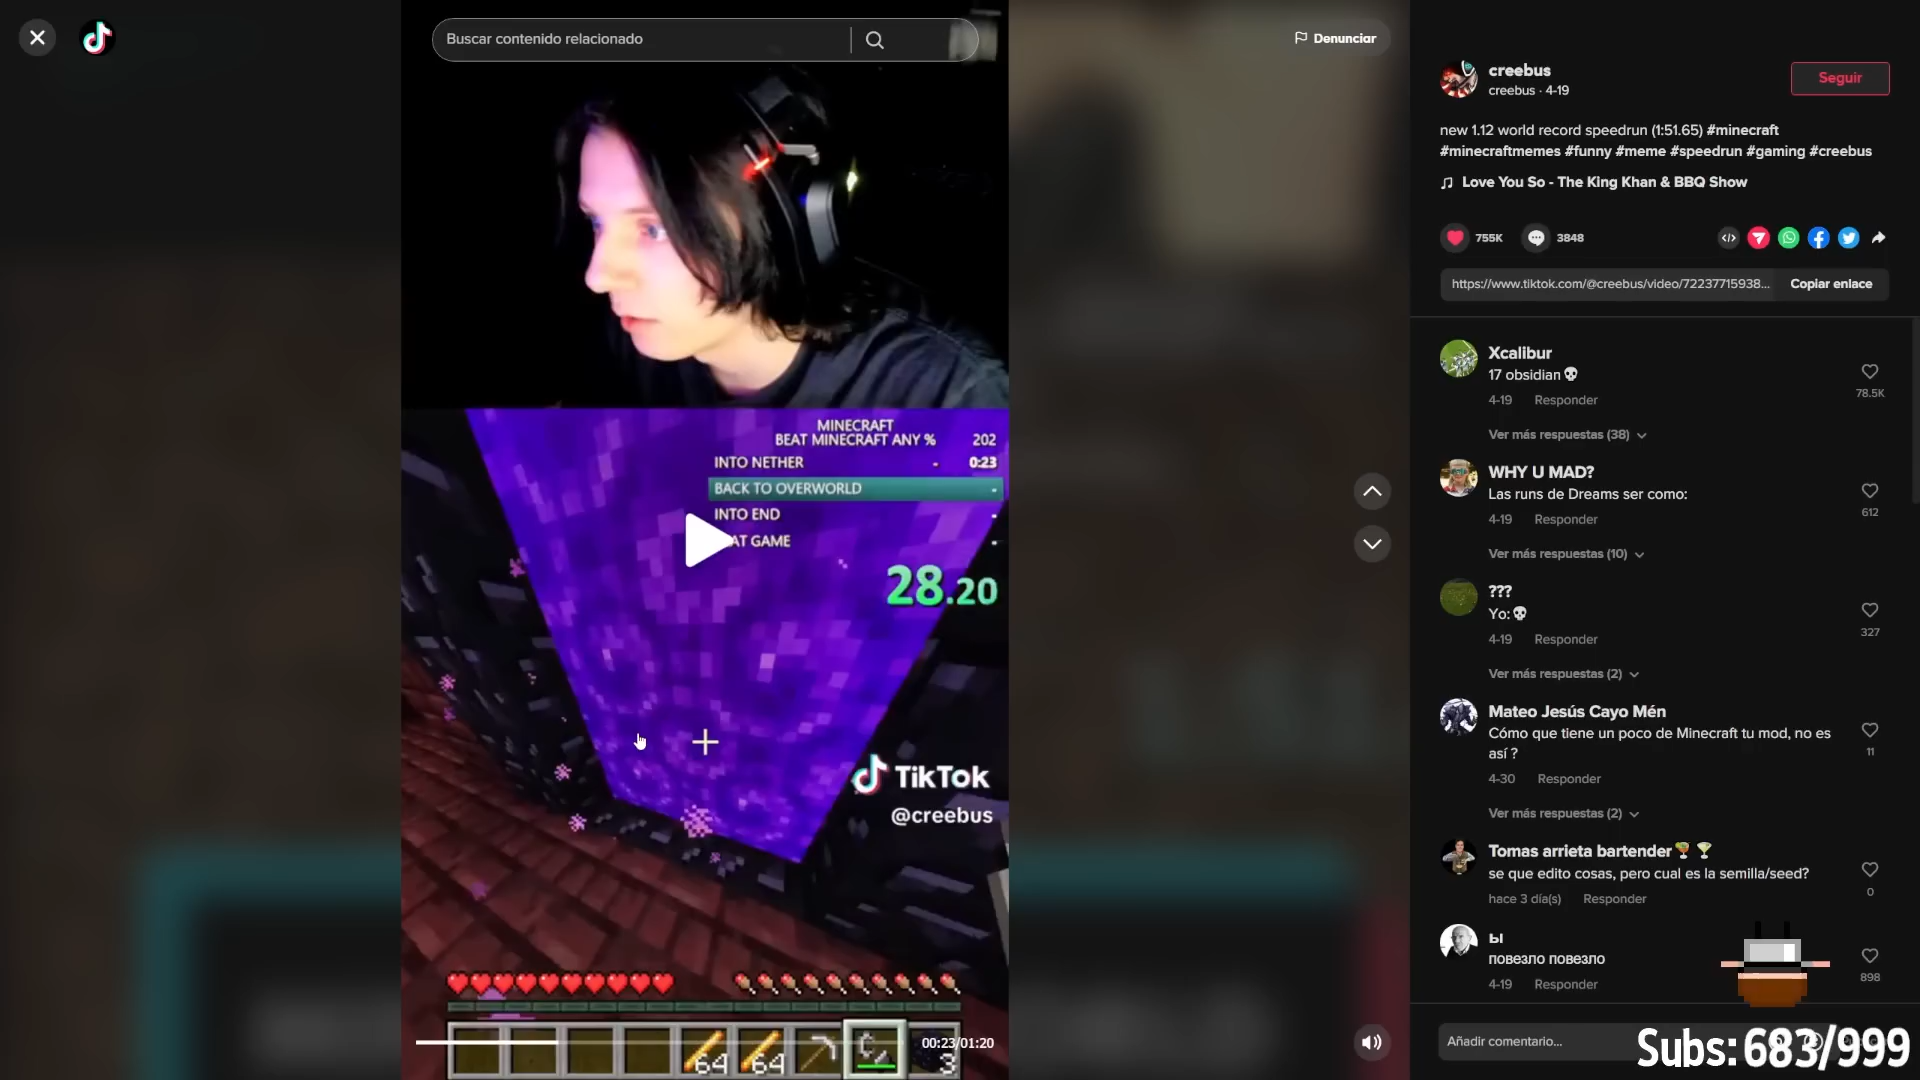 Buscar contenido relacionado
Denunciar
MINECRAFT
BEAT MINECRAFT ANY % 202
INTO NETHER - 0:23
BACK TO OVERWORLD -
INTO END -
AT GAME -
28.20
TikTok
@creebus
64 64 3
00:23/01:20
creebus
creebus · 4-19
Seguir
new 1.12 world record speedrun (1:51.65) #minecraft
#minecraftmemes #funny #meme #speedrun #gaming #creebus
Love You So - The King Khan & BBQ Show
755K 3848
https://www.tiktok.com/@creebus/video/72237715938... Copiar enlace
Xcalibur
17 obsidian💀
78.5K
4-19 Responder
Ver más respuestas (38)
WHY U MAD?
Las runs de Dreams ser como:
612
4-19 Responder
Ver más respuestas (10)
???
Yo:💀
327
4-19 Responder
Ver más respuestas (2)
Mateo Jesús Cayo Mén
Cómo que tiene un poco de Minecraft tu mod, no es
así ?
11
4-30 Responder
Ver más respuestas (2)
Tomas arrieta bartender🍹🍸
se que edito cosas, pero cual es la semilla/seed?
0
hace 3 día(s) Responder
ы
повезло повезло
898
4-19 Responder
Añadir comentario...
Subs: 683/999